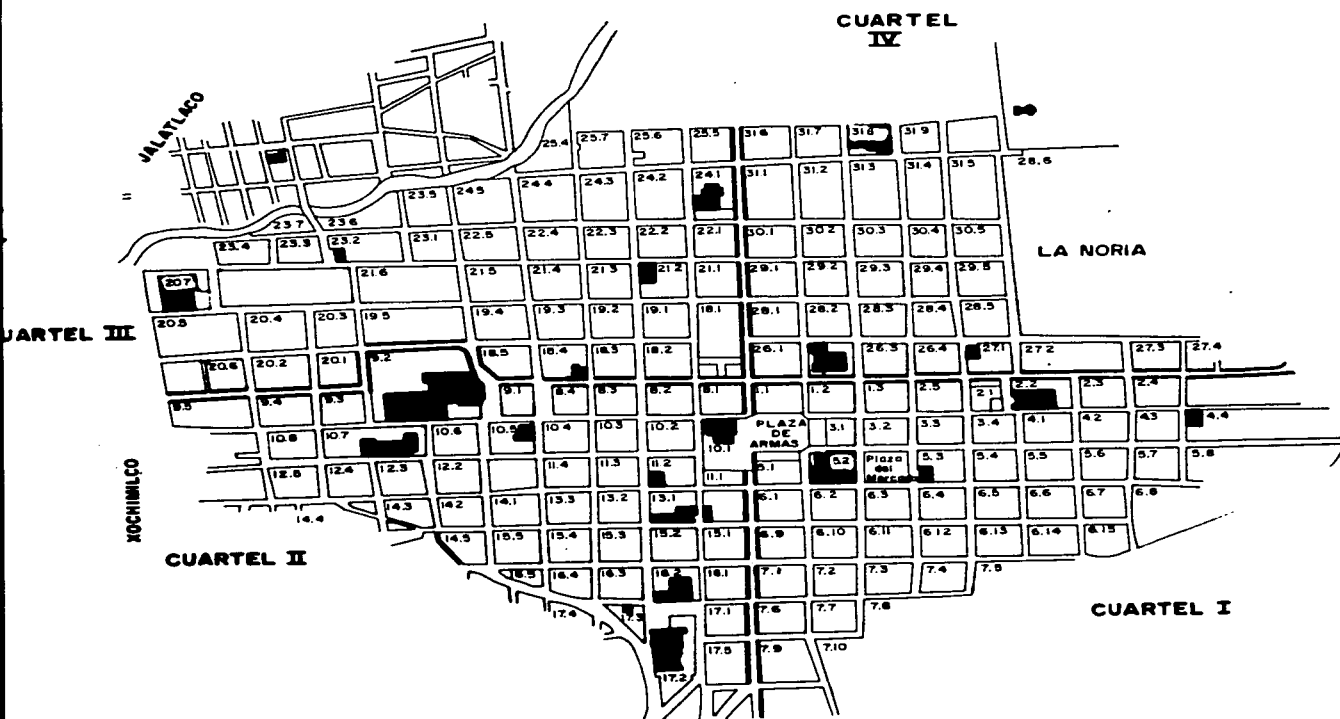 CUARTEL
IV
JALATLACO
=
25.4 25.7 25.6 25.5 31.6 31.7 31.8 31.9
28.6
23.5 24.5 24.4 24.3 24.2 24.1 31.1 31.2 31.3 31.4 31.5
23.7 23.6
23.4 23.3 23.2 23.1 22.5 22.4 22.3 22.2 22.1 30.1 30.2 30.3 30.4 30.5
LA NORIA
20.7 21.6 21.5 21.4 21.3 21.2 21.1 29.1 29.2 29.3 29.4
20.5 20.4 20.3 19.5 19.4 19.3 19.2 19.1 18.1 28.1 28.2 28.3 28.4 28.5
UARTEL III
20.6 20.2 20.1 9.2 18.5 18.4 18.3 18.2 26.1 26.3 26.4 27.1 27.2 27.3 27.4
9.5 9.4 9.3 9.1 8.4 8.3 8.2 8.1 1.1 1.2 1.3 2.5 2.1 2.2 2.3 2.4
10.8 10.7 10.6 10.5 10.4 10.3 10.2 10.1
PLAZA
DE
ARMAS
3.1 3.2 3.3 3.4 4.1 4.2 4.3 4.4
12.5 12.4 12.3 12.2 11.4 11.3 11.2 11.1 5.1 5.2
Plaza
del
Mercado
5.3 5.4 5.5 5.6 5.7 5.8
XOCHIMILCO
14.4 14.3 14.2 14.1 13.3 13.2 13.1 6.1 6.2 6.3 6.4 6.5 6.6 6.7 6.8
CUARTEL II
14.5 15.5 15.4 15.3 15.2 15.1 6.9 6.10 6.11 6.12 6.13 6.14 6.15
16.5 16.4 16.3 16.2 16.1 7.1 7.2 7.3 7.4 7.5
CUARTEL I
17.4 17.3 17.1 7.6 7.7 7.8
17.2 17.5 7.9 7.10